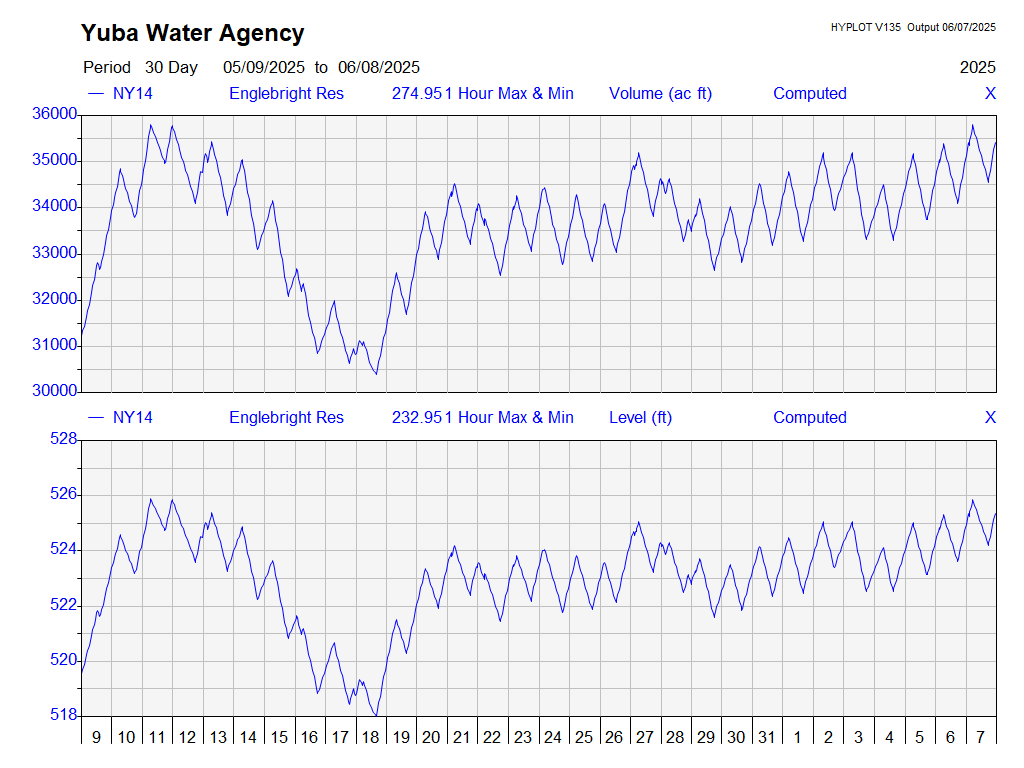 Yuba Water Agency
HYPLOT V135 Output 06/07/2025
Period 30 Day 05/09/2025 to 06/08/2025 2025
— NY14 Englebright Res 274.951 Hour Max & Min Volume (ac ft) Computed X
36000
35000
34000
33000
32000
31000
30000
— NY14 Englebright Res 232.951 Hour Max & Min Level (ft) Computed X
528
526
524
522
520
518
9 10 11 12 13 14 15 16 17 18 19 20 21 22 23 24 25 26 27 28 29 30 31 1 2 3 4 5 6 7